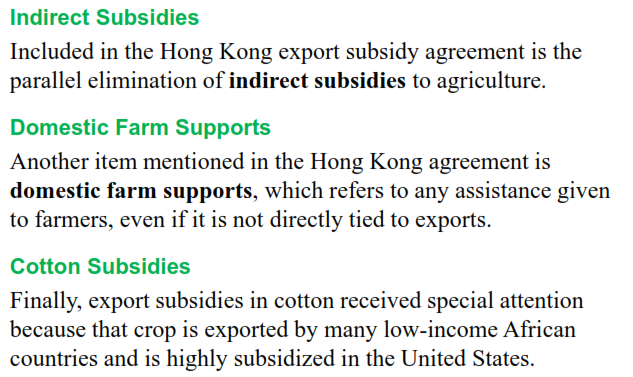 Indirect Subsidies
Included in the Hong Kong export subsidy agreement is the
parallel elimination of indirect subsidies to agriculture.
Domestic Farm Supports
Another item mentioned in the Hong Kong agreement is
domestic farm supports, which refers to any assistance given
to farmers, even if it is not directly tied to exports.
Cotton Subsidies
Finally, export subsidies in cotton received special attention
because that crop is exported by many low-income African
countries and is highly subsidized in the United States.